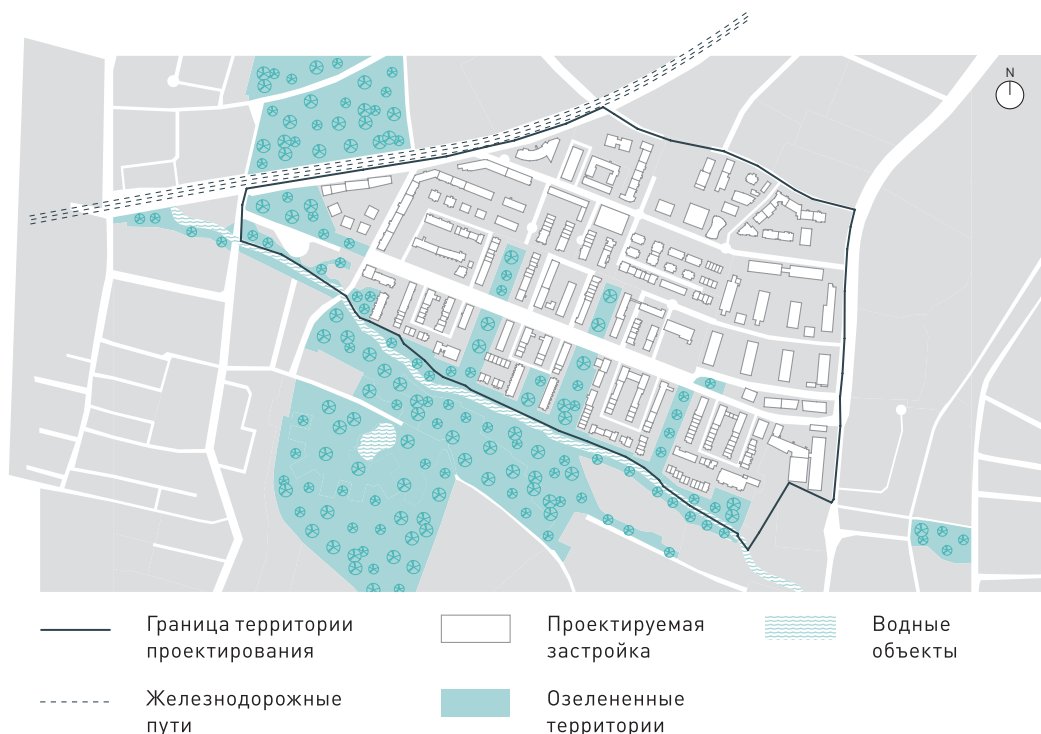 N
Граница территории
проектирования
Проектируемая
застройка
Водные
объекты
Железнодорожные
пути
Озелененные
территории